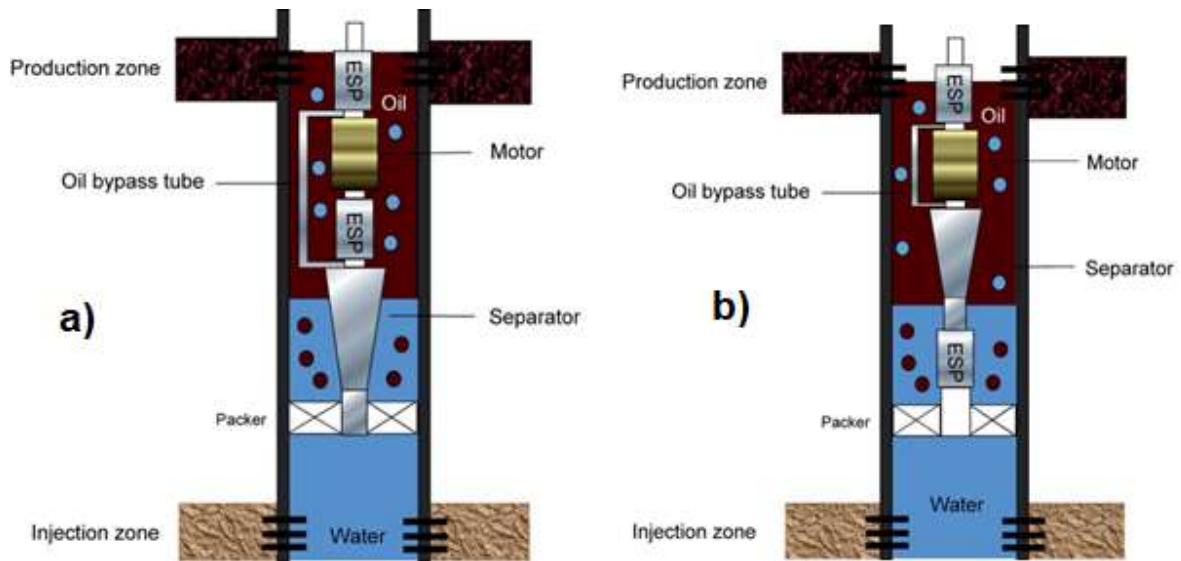 Production zone
ESP
Oil
Motor
Oil bypass tube
ESP
a)
Separator
Packer
Injection zone
Water
Production zone
ESP
Oil
Motor
Oil bypass tube
Separator
b)
ESP
Packer
Water
Injection zone